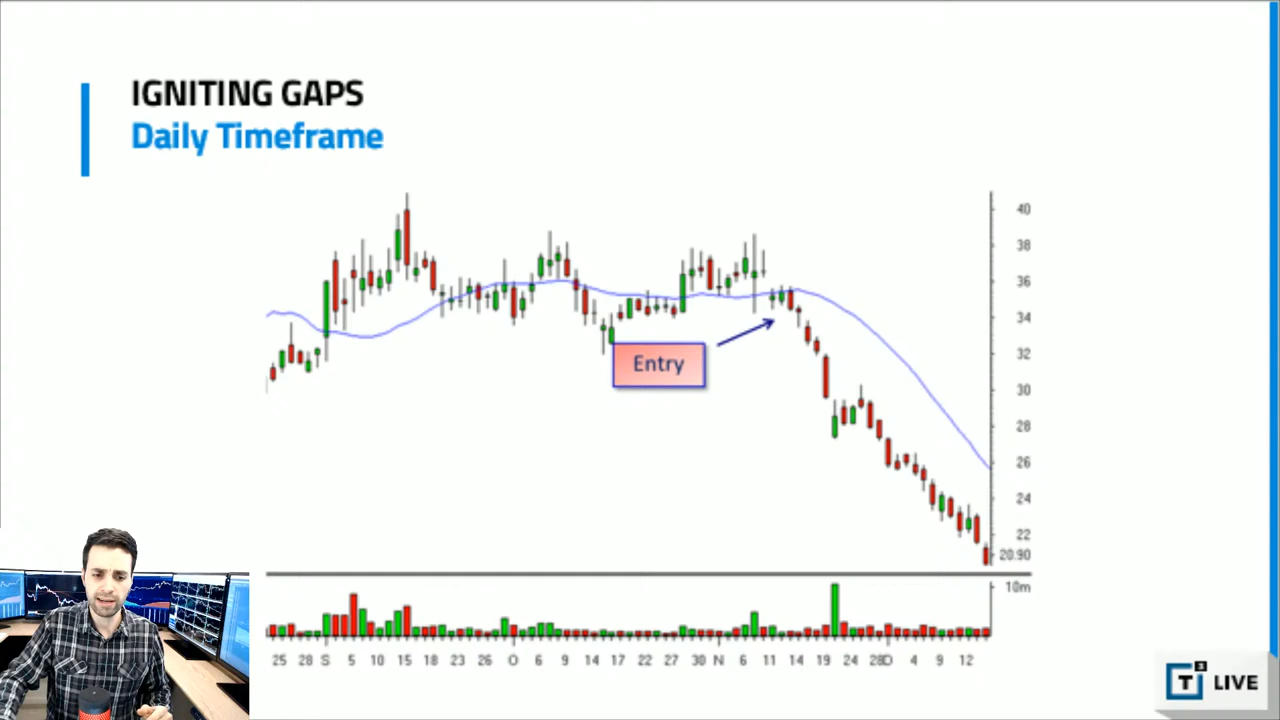 IGNITING GAPS
Daily Timeframe
40
38
36
34
32
30
28
26
24
22
20.90
Entry
10m
25 28 S 5 10 15 18 23 26 O 6 9 14 17 22 27 30 N 6 11 14 19 24 28D 4 9 12
T3 LIVE